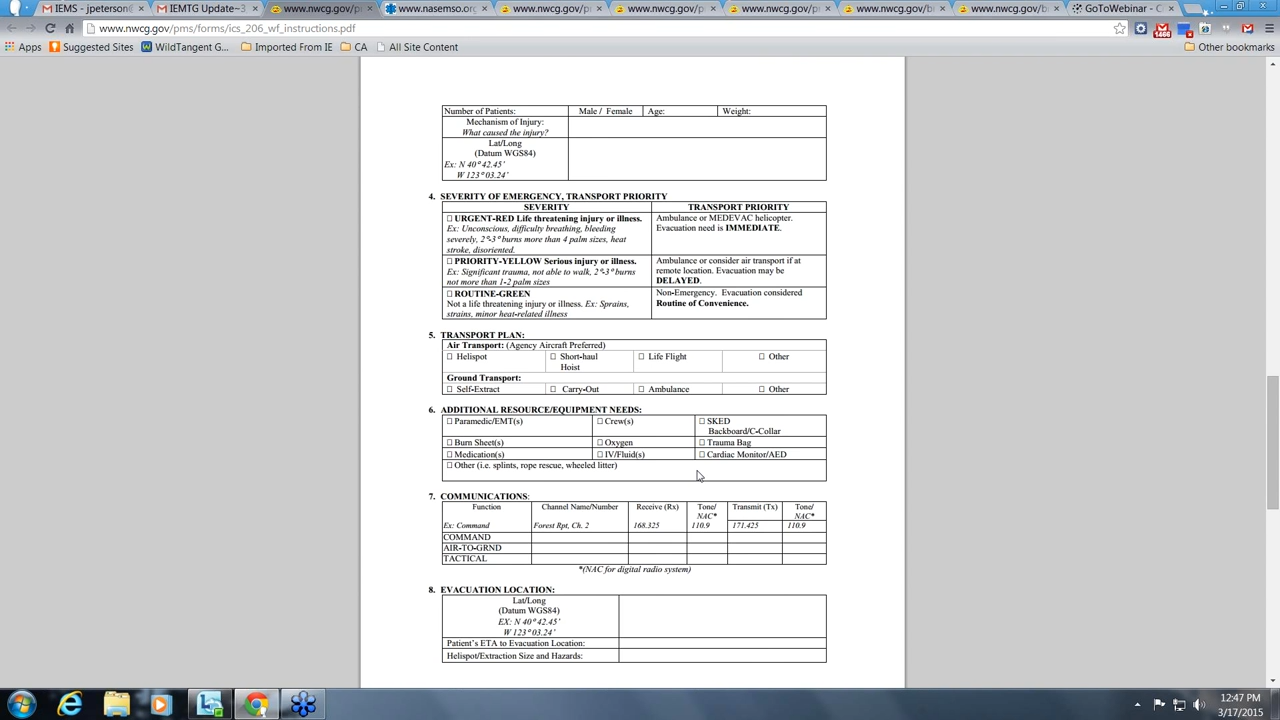 IEMS - jpeterson@
IEMTG Update~3
www.nwcg.gov/pm
www.nasemso.org
www.nwcg.gov/p
www.nwcg.gov/p
www.nwcg.gov/p
www.nwcg.gov/b
www.nwcg.gov/b
GoToWebinar - G
www.nwcg.gov/pms/forms/ics_206_wf_instructions.pdf
1466
Apps Suggested Sites WildTangent G... Imported From IE CA All Site Content Other bookmarks
Number of Patients: Male / Female Age: Weight:
Mechanism of Injury:
What caused the injury?
Lat/Long
(Datum WGS84)
Ex: N 40° 42.45'
W 123° 03.24'
4. SEVERITY OF EMERGENCY, TRANSPORT PRIORITY
SEVERITY TRANSPORT PRIORITY
☐ URGENT-RED Life threatening injury or illness.
Ex: Unconscious, difficulty breathing, bleeding
severely, 2°-3° burns more than 4 palm sizes, heat
stroke, disoriented.
Ambulance or MEDEVAC helicopter.
Evacuation need is IMMEDIATE.
☐ PRIORITY-YELLOW Serious injury or illness.
Ex: Significant trauma, not able to walk, 2°-3° burns
not more than 1-2 palm sizes
Ambulance or consider air transport if at
remote location. Evacuation may be
DELAYED.
☐ ROUTINE-GREEN
Not a life threatening injury or illness. Ex: Sprains,
strains, minor heat-related illness
Non-Emergency. Evacuation considered
Routine of Convenience.
5. TRANSPORT PLAN:
Air Transport: (Agency Aircraft Preferred)
☐ Helispot ☐ Short-haul ☐ Life Flight ☐ Other
Hoist
Ground Transport:
☐ Self-Extract ☐ Carry-Out ☐ Ambulance ☐ Other
6. ADDITIONAL RESOURCE/EQUIPMENT NEEDS:
☐ Paramedic/EMT(s) ☐ Crew(s) ☐ SKED
Backboard/C-Collar
☐ Burn Sheet(s) ☐ Oxygen ☐ Trauma Bag
☐ Medication(s) ☐ IV/Fluid(s) ☐ Cardiac Monitor/AED
☐ Other (i.e. splints, rope rescue, wheeled litter)
7. COMMUNICATIONS:
Function Channel Name/Number Receive (Rx) Tone/ Transmit (Tx) Tone/
NAC* NAC*
Ex: Command Forest Rpt, Ch. 2 168.325 110.9 171.425 110.9
COMMAND
AIR-TO-GRND
TACTICAL
*(NAC for digital radio system)
8. EVACUATION LOCATION:
Lat/Long
(Datum WGS84)
EX: N 40° 42.45'
W 123° 03.24'
Patient's ETA to Evacuation Location:
Helispot/Extraction Size and Hazards:
12:47 PM
3/17/2015